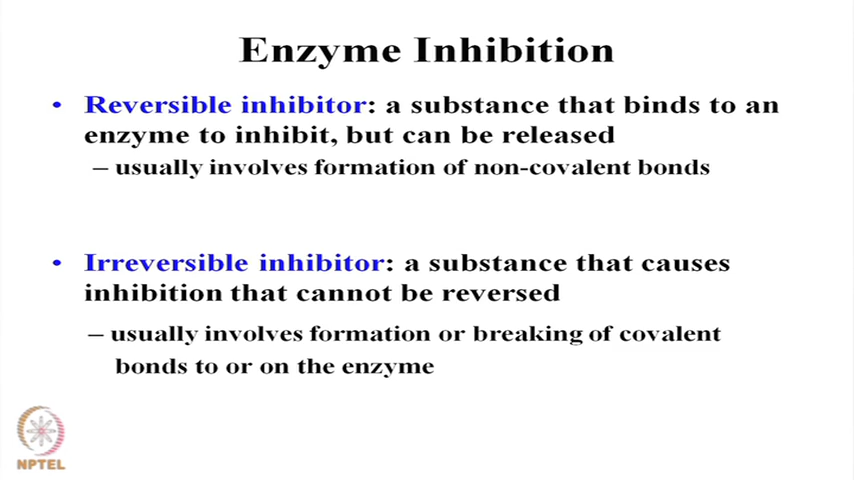 Enzyme Inhibition
• Reversible inhibitor: a substance that binds to an
enzyme to inhibit, but can be released
– usually involves formation of non-covalent bonds
• Irreversible inhibitor: a substance that causes
inhibition that cannot be reversed
– usually involves formation or breaking of covalent
bonds to or on the enzyme
NPTEL